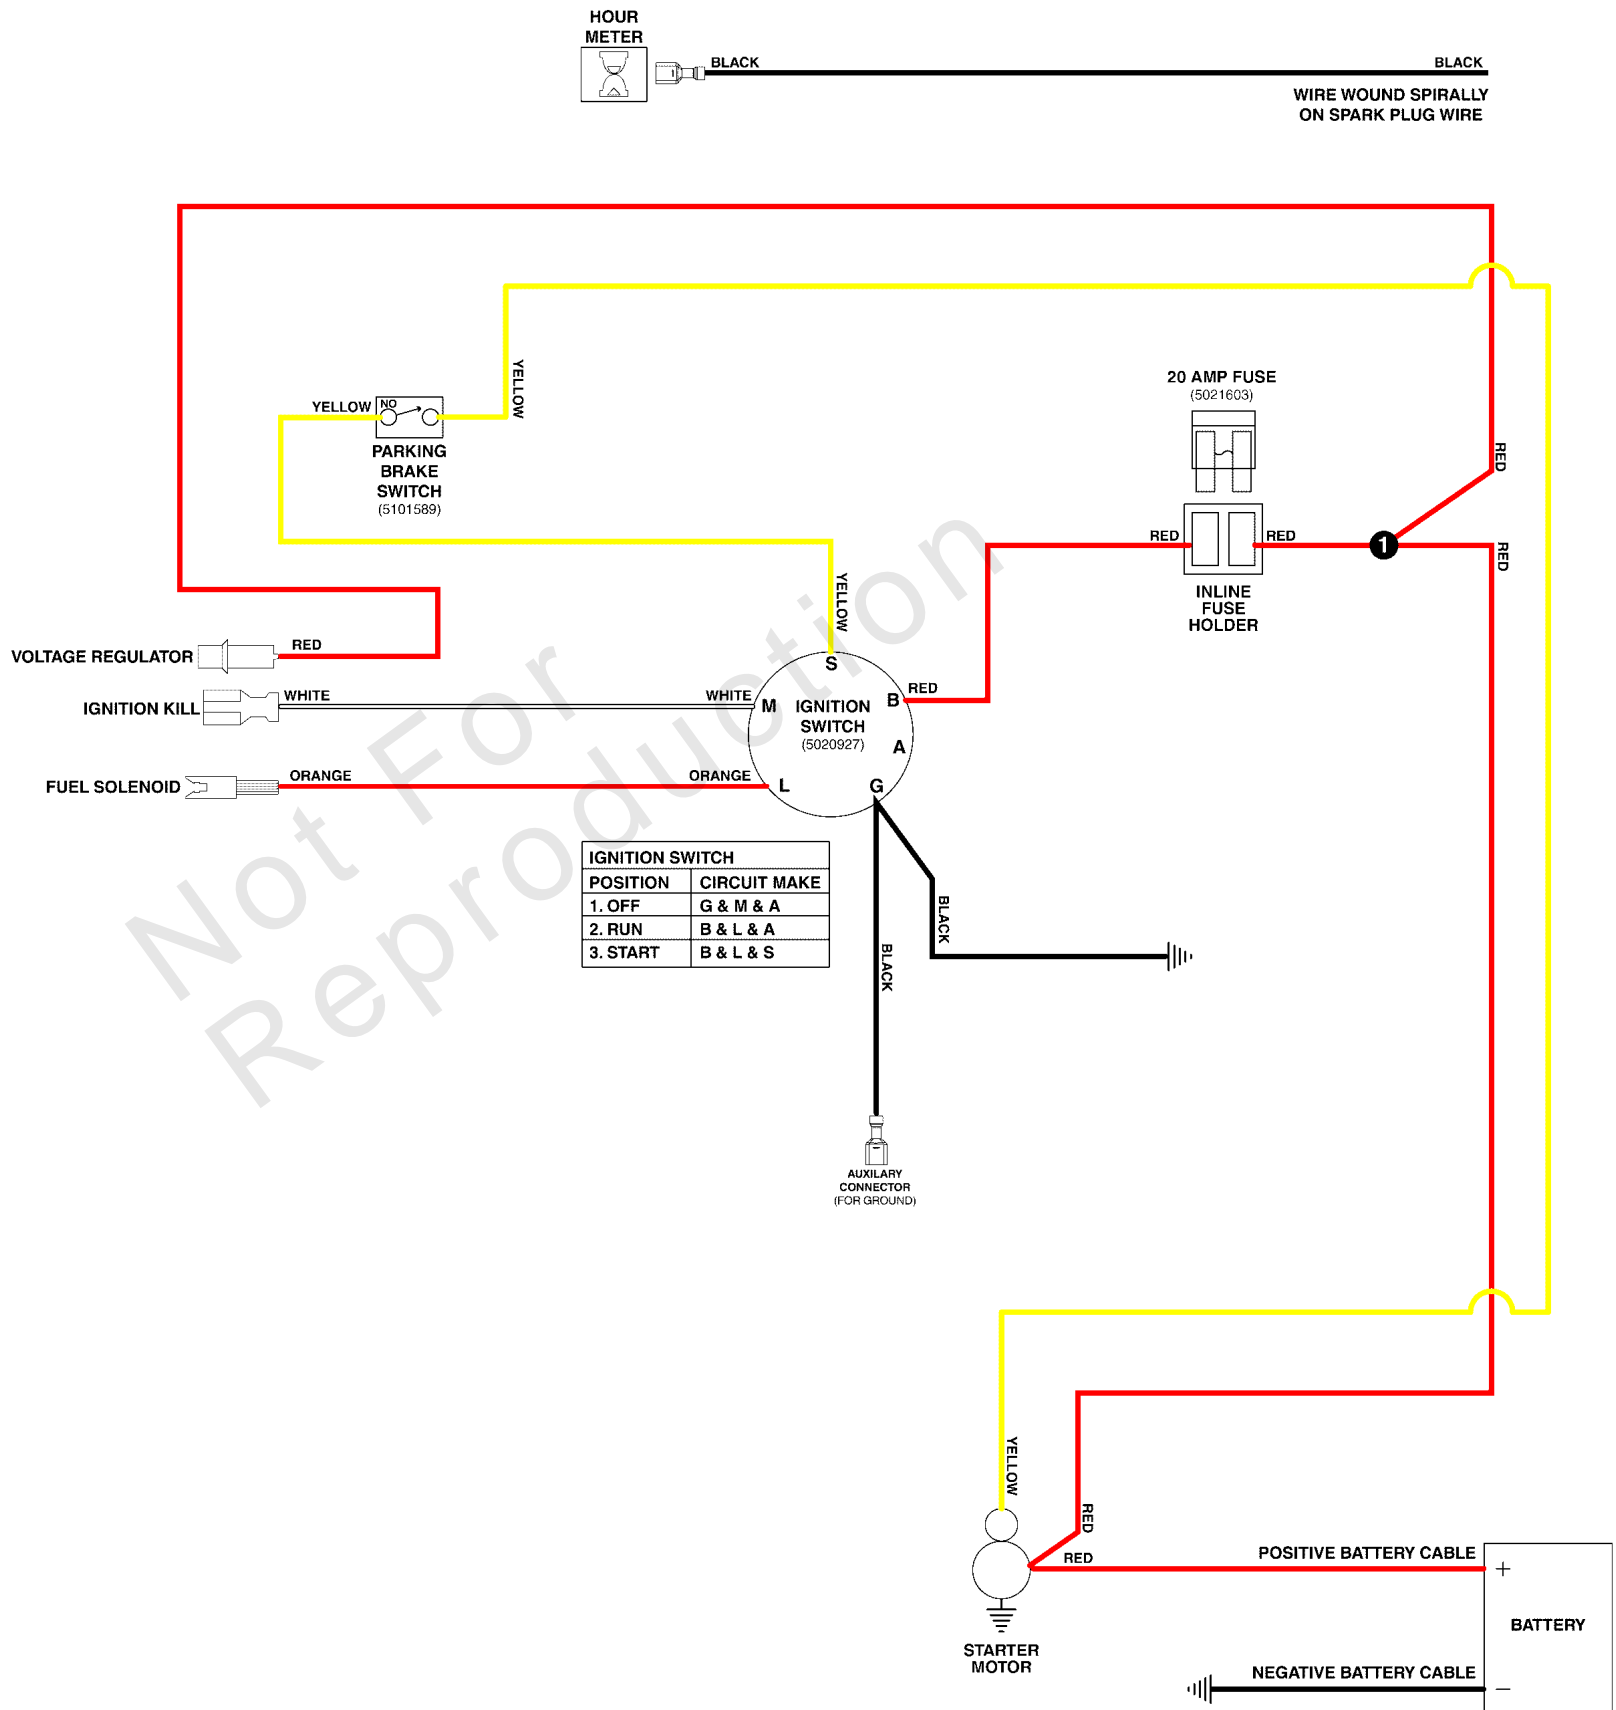 HOUR
METER
BLACK
BLACK
WIRE WOUND SPIRALLY
ON SPARK PLUG WIRE
YELLOW
YELLOW
NO
PARKING
BRAKE
SWITCH
(5101589)
20 AMP FUSE
(5021603)
RED
RED
RED
RED
INLINE
FUSE
HOLDER
1
YELLOW
VOLTAGE REGULATOR
RED
IGNITION KILL
WHITE
WHITE
FUEL SOLENOID
ORANGE
ORANGE
S
M
B
RED
IGNITION
SWITCH
(5020927)
A
L
G
IGNITION SWITCH
POSITION CIRCUIT MAKE
1. OFF G & M & A
2. RUN B & L & A
3. START B & L & S
BLACK
BLACK
AUXILARY
CONNECTOR
(FOR GROUND)
Not For
Reproduction
YELLOW
RED
RED
STARTER
MOTOR
POSITIVE BATTERY CABLE
+
BATTERY
NEGATIVE BATTERY CABLE
–